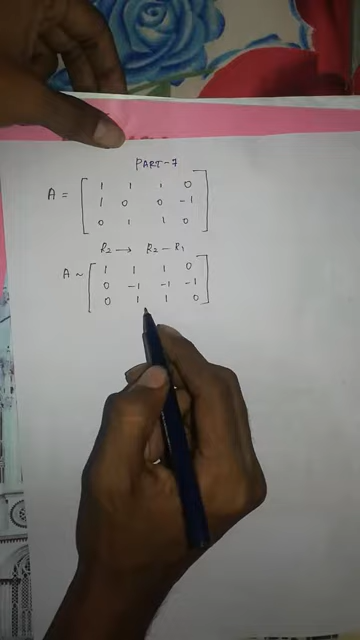 PART-7
A = [ 1 1 1 0
1 0 0 -1
0 1 1 0 ]
R2 → R2 - R1
A ~ [ 1 1 1 0
0 -1 -1 -1
0 1 1 0 ]